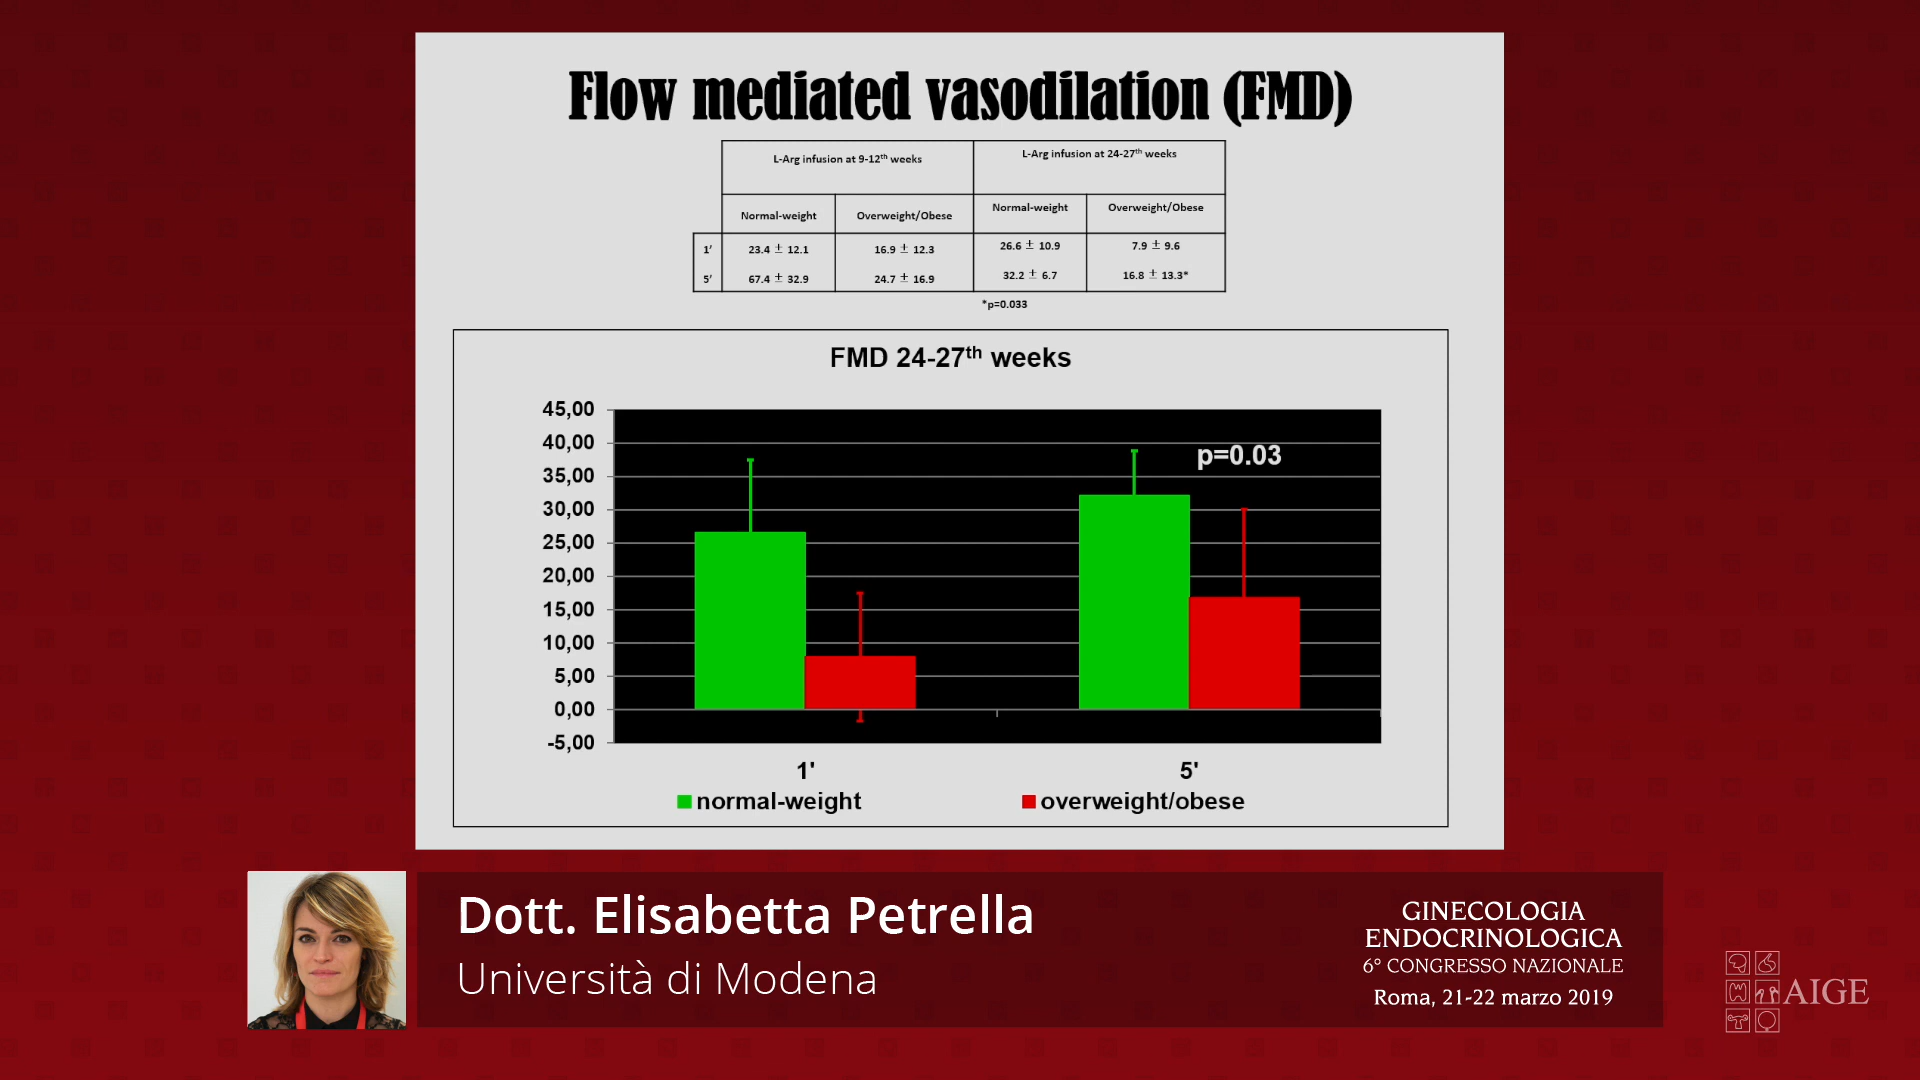 Flow mediated vasodilation (FMD)
L-Arg infusion at 9-12th weeks L-Arg infusion at 24-27th weeks
Normal-weight Overweight/Obese Normal-weight Overweight/Obese
1’ 23.4 ± 12.1 16.9 ± 12.3 26.6 ± 10.9 7.9 ± 9.6
5’ 67.4 ± 32.9 24.7 ± 16.9 32.2 ± 6.7 16.8 ± 13.3*
*p=0.033
FMD 24-27th weeks
45,00
40,00
p=0.03
35,00
30,00
25,00
20,00
15,00
10,00
5,00
0,00
-5,00
1' 5'
normal-weight overweight/obese
Dott. Elisabetta Petrella
Università di Modena
GINECOLOGIA
ENDOCRINOLOGICA
6° CONGRESSO NAZIONALE
Roma, 21-22 marzo 2019
AIGE